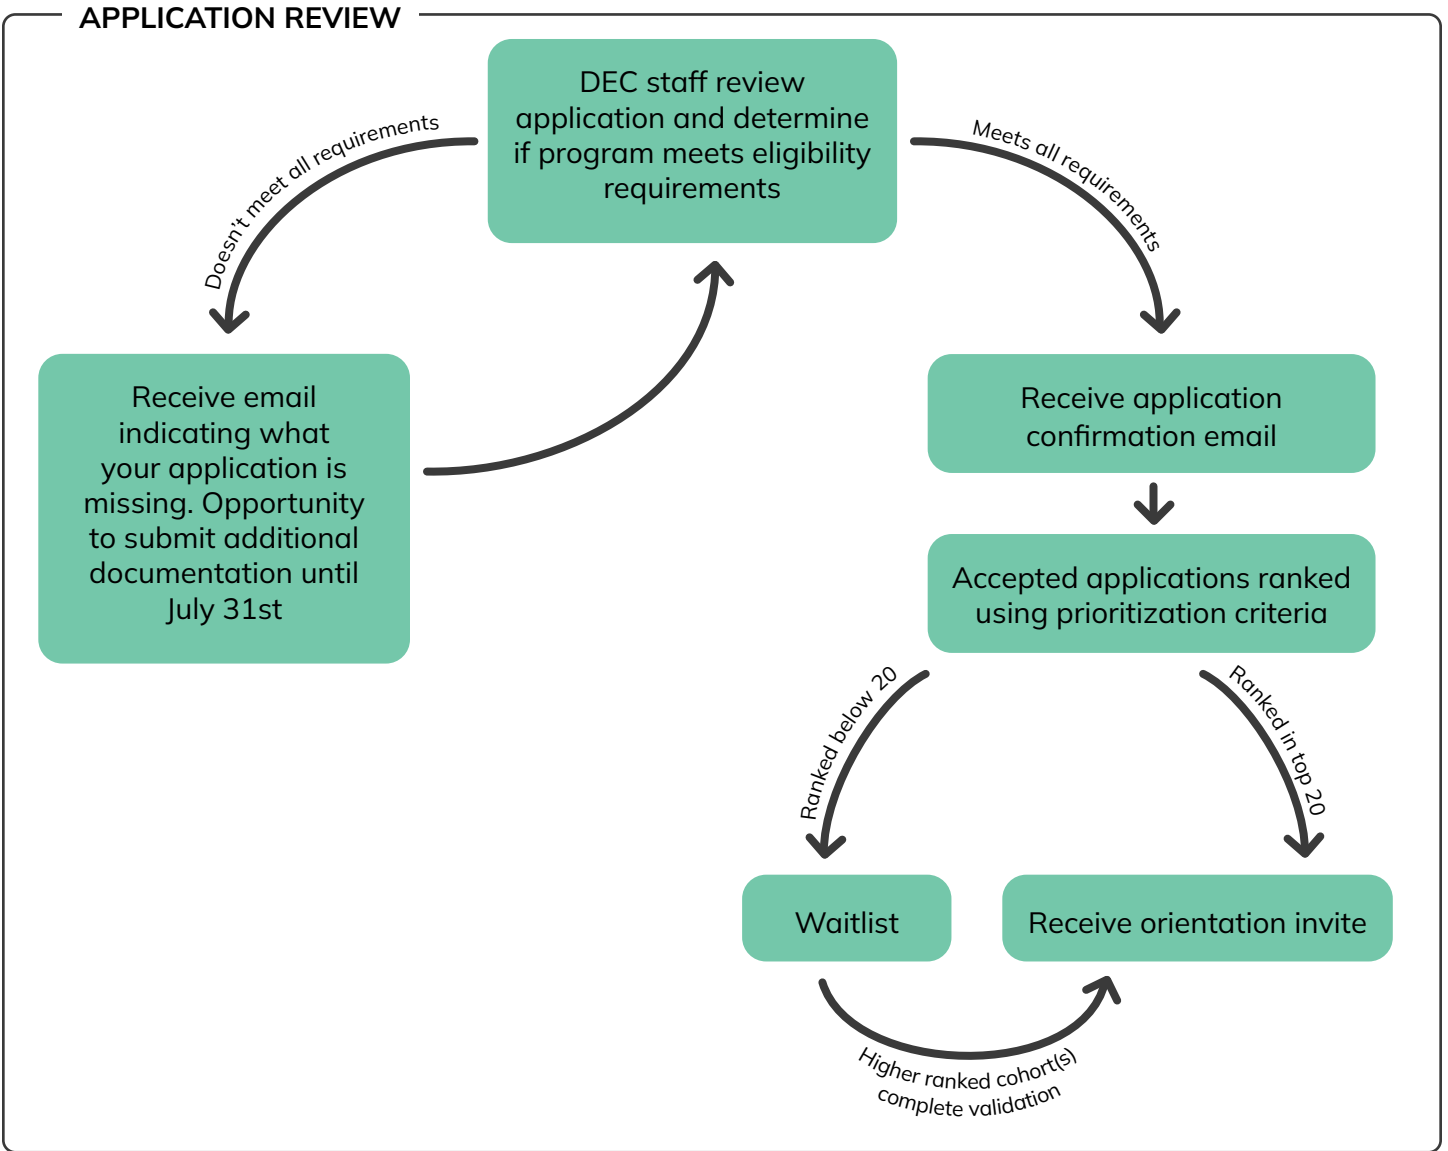 APPLICATION REVIEW
DEC staff review
application and determine
if program meets eligibility
requirements
Doesn't meet all requirements
Meets all requirements
Receive email
indicating what
your application is
missing. Opportunity
to submit additional
documentation until
July 31st
Receive application
confirmation email
Accepted applications ranked
using prioritization criteria
Ranked below 20
Ranked in top 20
Waitlist
Receive orientation invite
Higher ranked cohort(s)
complete validation